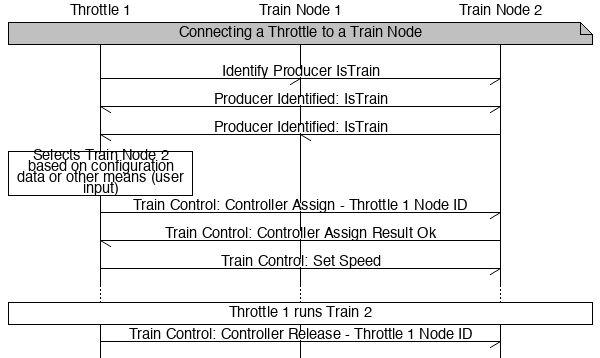 Throttle 1 Train Node 1 Train Node 2
Connecting a Throttle to a Train Node
Identify Producer IsTrain
Producer Identified: IsTrain
Producer Identified: IsTrain
Selects Train Node 2
based on configuration
data or other means (user
input)
Train Control: Controller Assign - Throttle 1 Node ID
Train Control: Controller Assign Result Ok
Train Control: Set Speed
Throttle 1 runs Train 2
Train Control: Controller Release - Throttle 1 Node ID